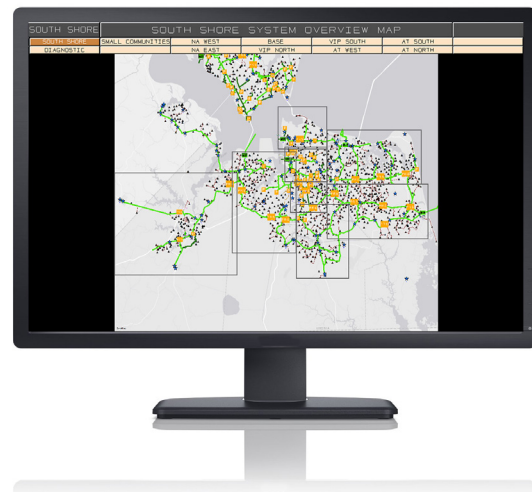 SOUTH SHORE SOUTH SHORE SYSTEM OVERVIEW MAP
SOUTH SHORE SMALL COMMUNITIES NA WEST BASE VIP SOUTH AT SOUTH
DIAGNOSTIC NA EAST VIP NORTH AT WEST AT NORTH